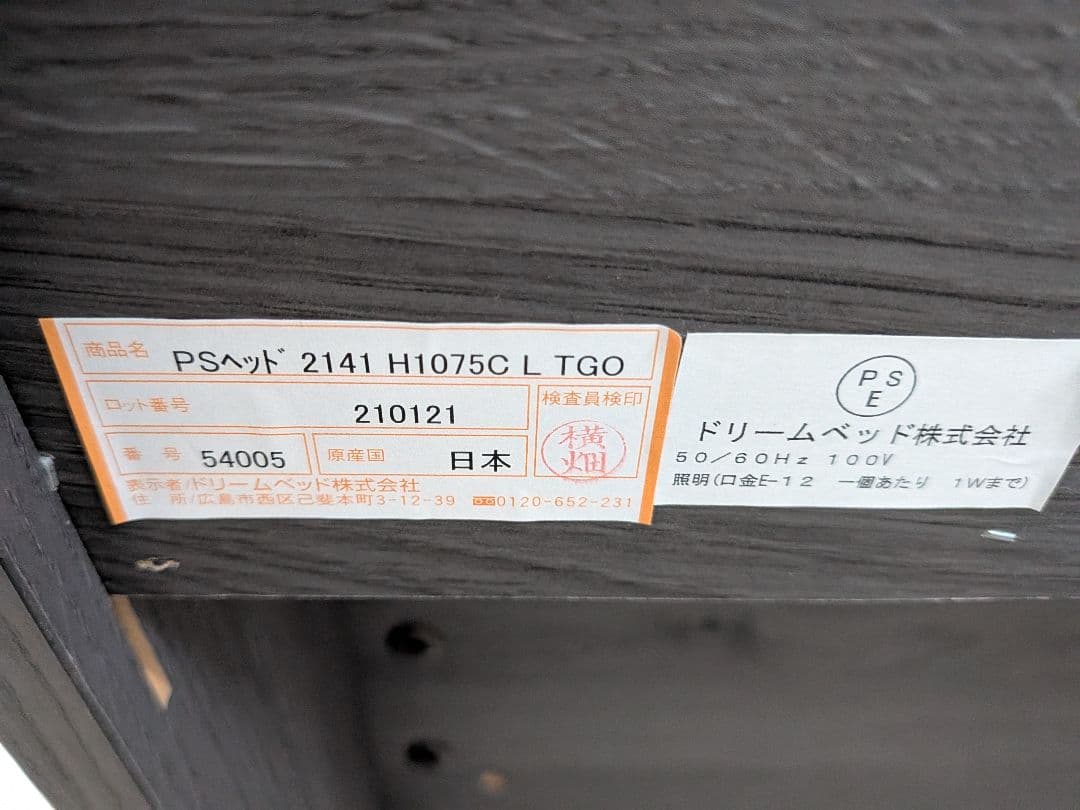 商品名 PSヘッド 2141 H1075C L TGO
ロット番号 210121
検査員検印
横畑
番 号 54005
原産国 日本
表示者/ドリームベッド株式会社
住 所/広島市西区己斐本町3-12-39 0120-652-231
PS
E
ドリームベッド株式会社
50/60Hz 100V
照明(口金E-12 一個あたり 1Wまで)